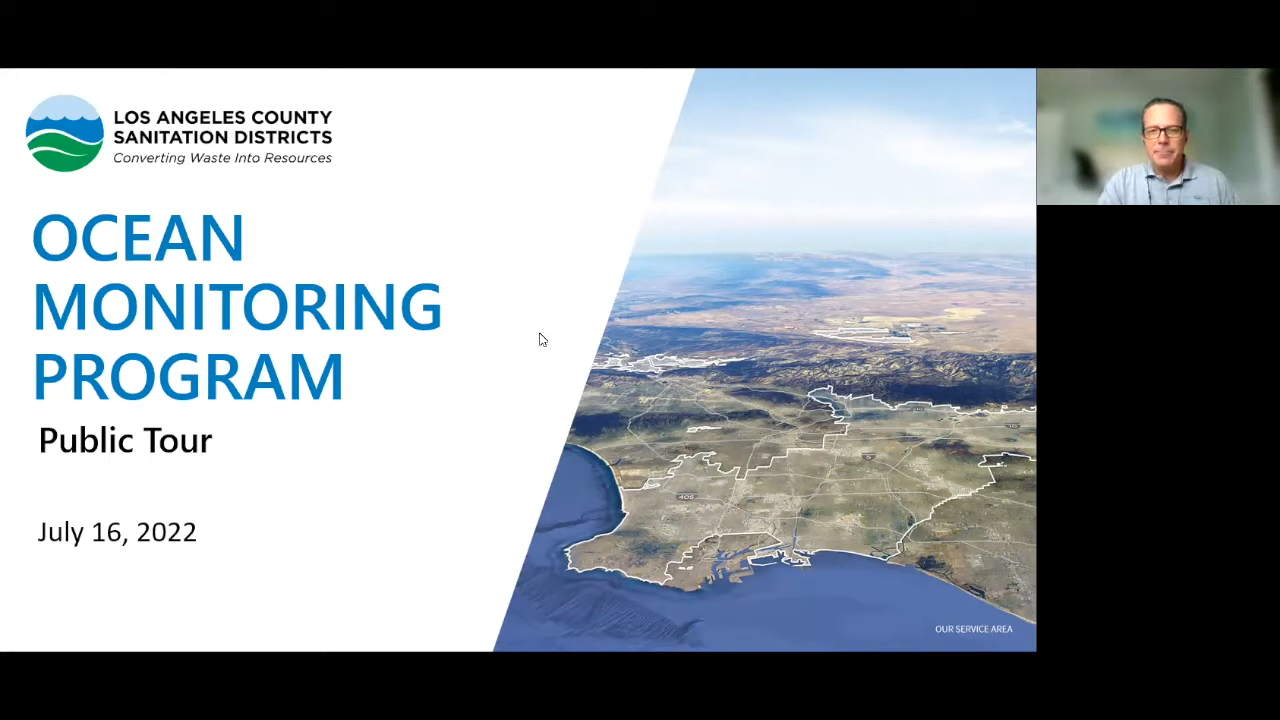 LOS ANGELES COUNTY
SANITATION DISTRICTS
Converting Waste Into Resources
OCEAN
MONITORING
PROGRAM
Public Tour
July 16, 2022
405
OUR SERVICE AREA